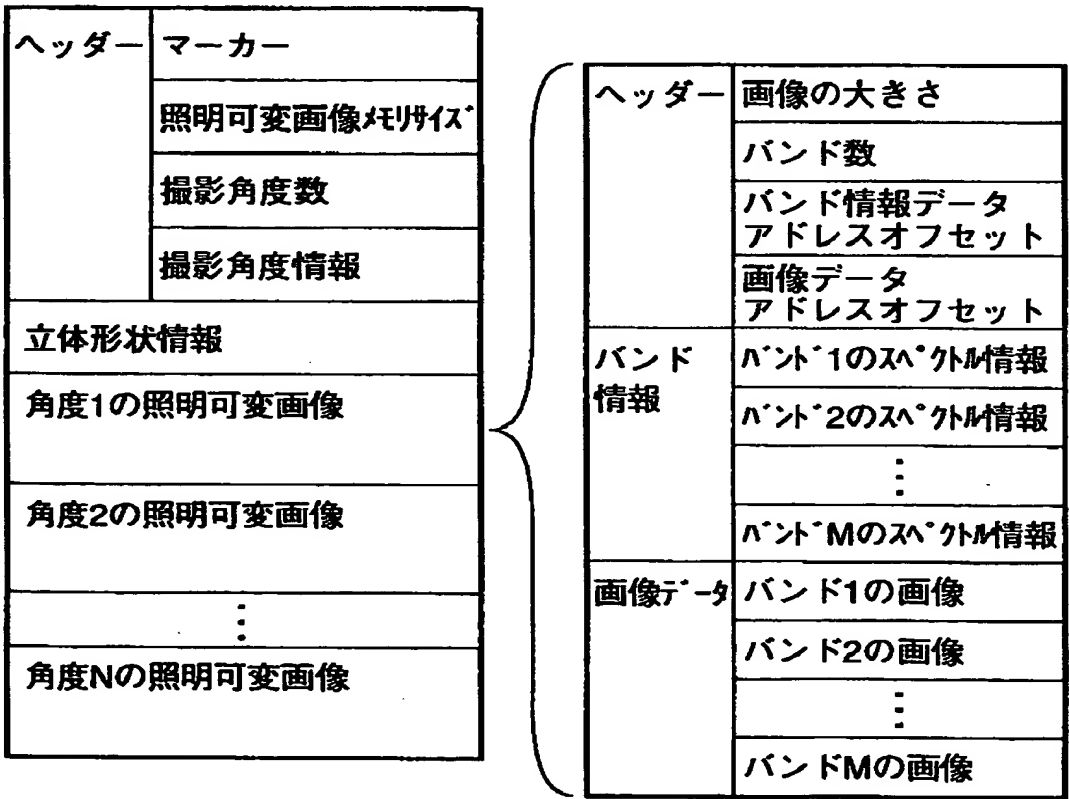 ヘッダー
マーカー
照明可変画像ﾒﾓﾘｻｲｽﾞ
撮影角度数
撮影角度情報
立体形状情報
角度1の照明可変画像
角度2の照明可変画像
⋮
角度Nの照明可変画像
ヘッダー
画像の大きさ
バンド数
バンド情報データ
アドレスオフセット
画像データ
アドレスオフセット
バンド
情報
ﾊﾞﾝﾄﾞ1のｽﾍﾟｸﾄﾙ情報
ﾊﾞﾝﾄﾞ2のｽﾍﾟｸﾄﾙ情報
⋮
ﾊﾞﾝﾄﾞMのｽﾍﾟｸﾄﾙ情報
画像ﾃﾞｰﾀ
バンド1の画像
バンド2の画像
⋮
バンドMの画像